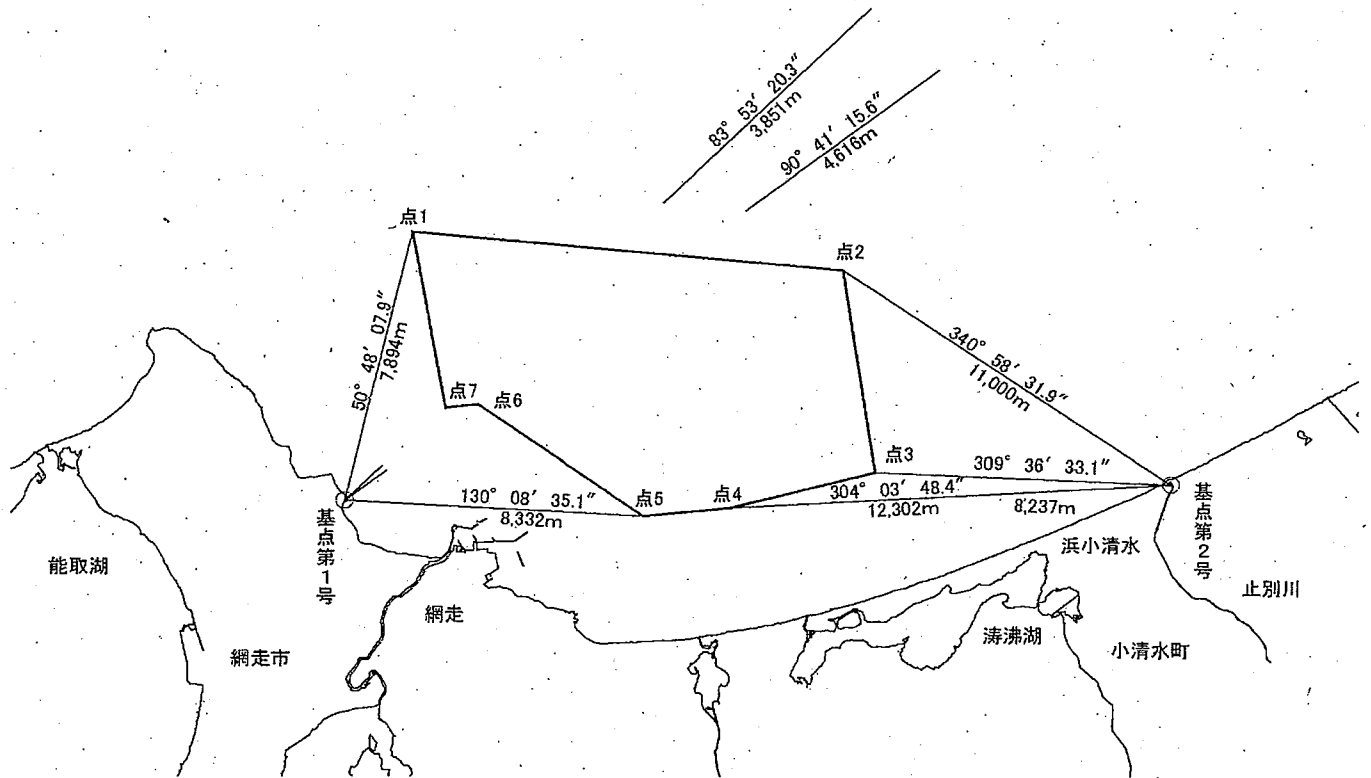 83° 53′ 20.3″
3,851m
90° 41′ 15.6″
4,616m
点1
点2
50° 48′ 07.9″
7,894m
340° 58′ 31.9″
11,000m
点7
点6
点3
309° 36′ 33.1″
130° 08′ 35.1″
8,332m
点5
点4
304° 03′ 48.4″
12,302m
8,237m
基点第1号
基点第2号
能取湖
網走
網走市
浜小清水
濤沸湖
小清水町
止別川